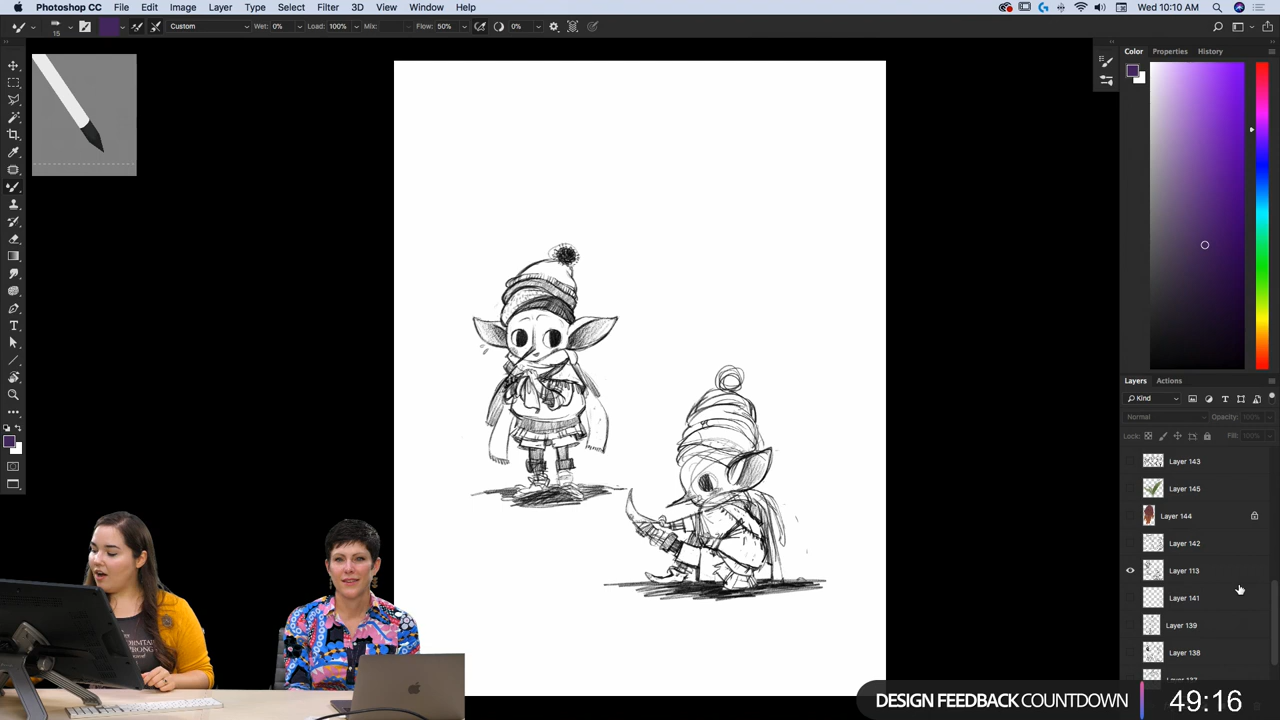 Photoshop CC File Edit Image Layer Type Select Filter 3D View Window Help Wed 10:10 AM
15 Custom Wet: 0% Load: 100% Mix: Flow: 50% 0%
Color Properties History
Layers Actions
Kind
Normal Opacity: 100%
Lock: Fill: 100%
Layer 143
Layer 145
Layer 144
Layer 142
Layer 113
Layer 141
Layer 139
Layer 138
DESIGN FEEDBACK COUNTDOWN 49:16